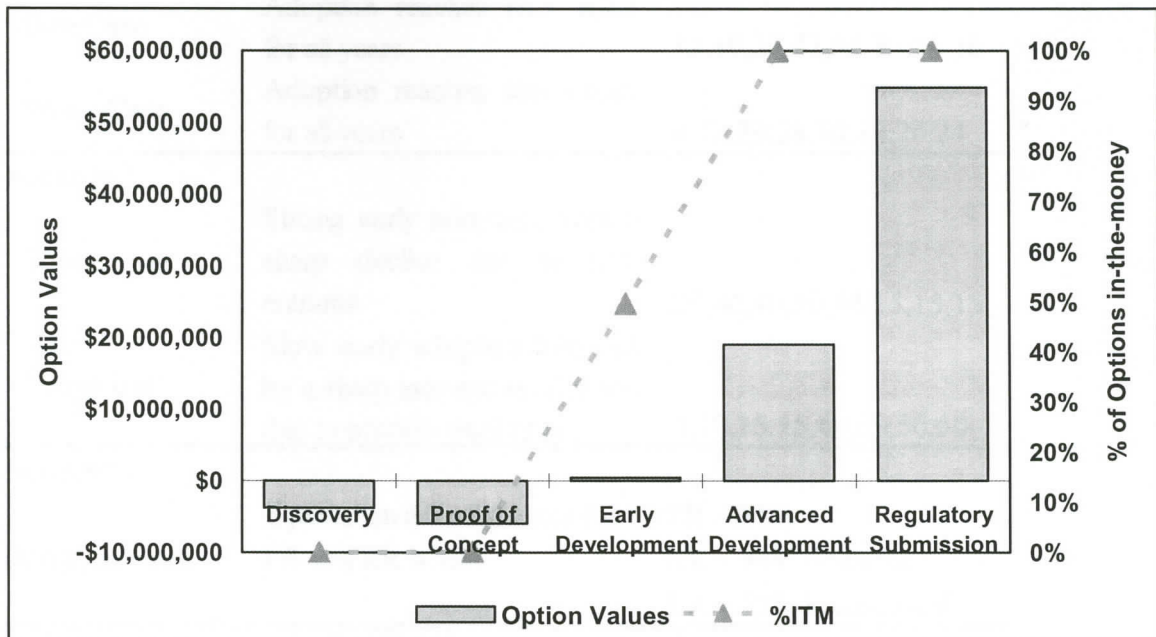 $60,000,000
$50,000,000
$40,000,000
$30,000,000
$20,000,000
$10,000,000
$0
-$10,000,000
Option Values
100%
90%
80%
70%
60%
50%
40%
30%
20%
10%
0%
% of Options in-the-money
Discovery
Proof of
Concept
Early
Development
Advanced
Development
Regulatory
Submission
Option Values
%ITM